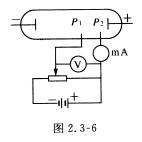 − P₁ P₂ +
mA
V
− +
图 2.3-6